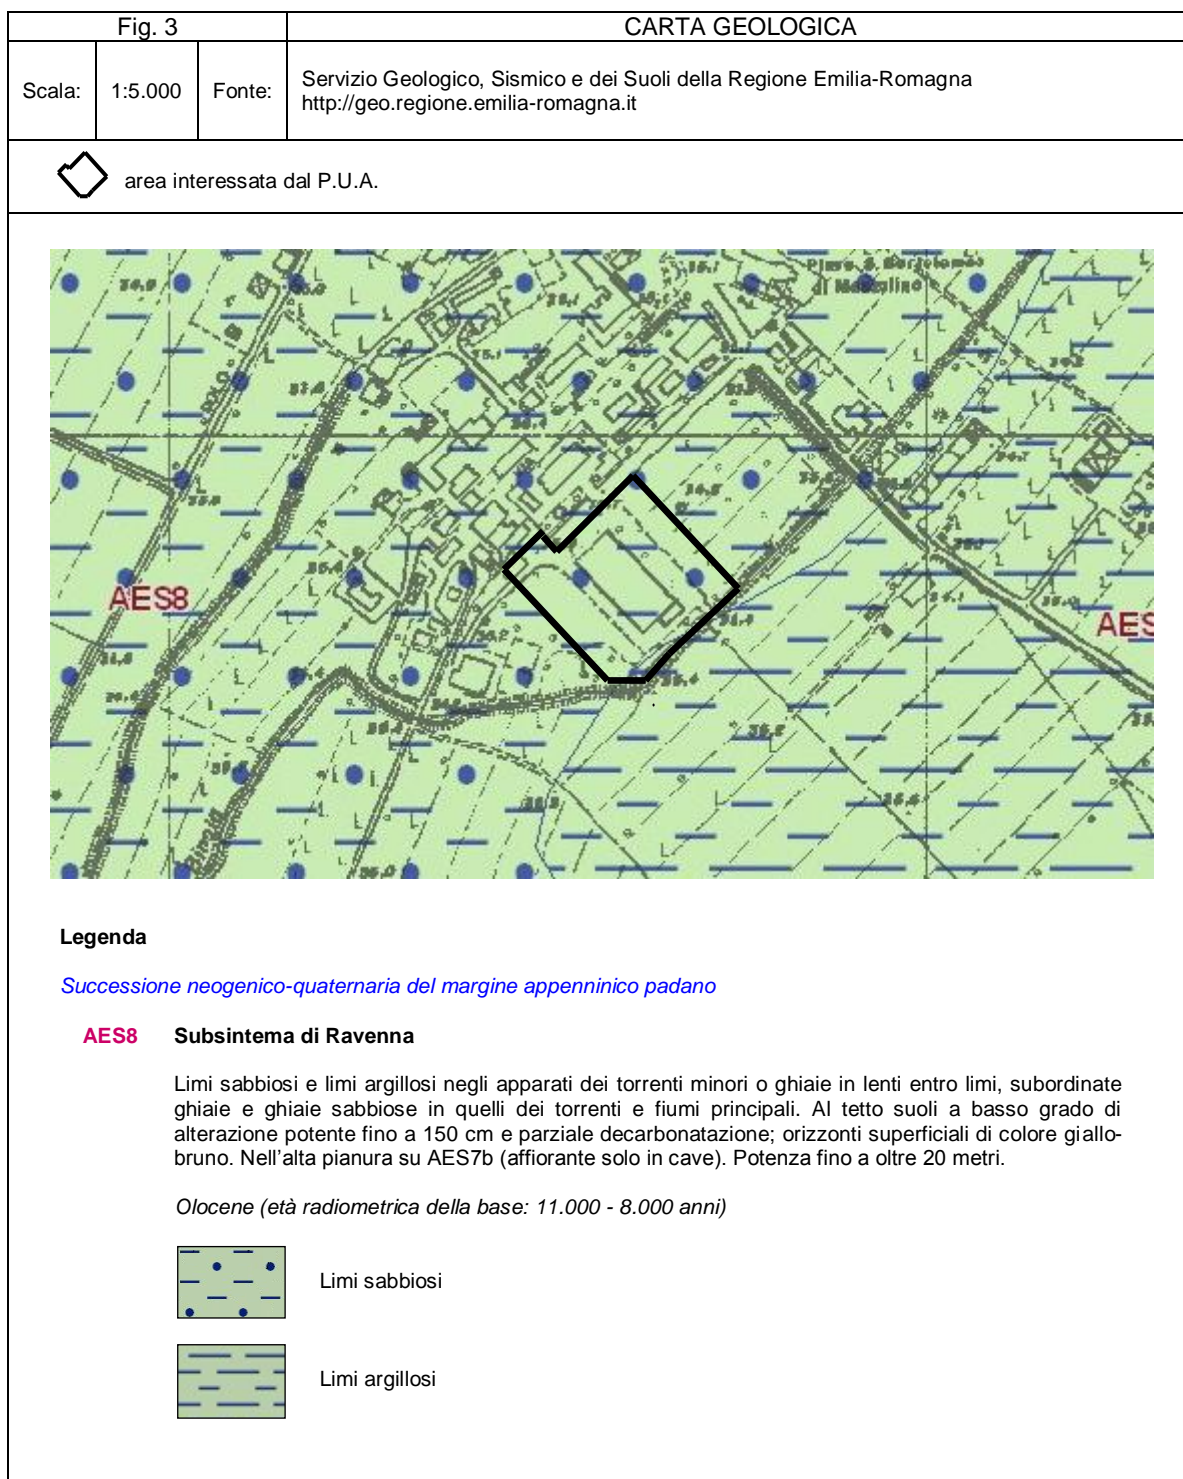 Fig. 3
CARTA GEOLOGICA
Scala:
1:5.000
Fonte:
Servizio Geologico, Sismico e dei Suoli della Regione Emilia-Romagna
http://geo.regione.emilia-romagna.it
area interessata dal P.U.A.
AES8
AES
Legenda
Successione neogenico-quaternaria del margine appenninico padano
AES8 Subsintema di Ravenna
Limi sabbiosi e limi argillosi negli apparati dei torrenti minori o ghiaie in lenti entro limi, subordinate
ghiaie e ghiaie sabbiose in quelli dei torrenti e fiumi principali. Al tetto suoli a basso grado di
alterazione potente fino a 150 cm e parziale decarbonatazione; orizzonti superficiali di colore giallo-
bruno. Nell'alta pianura su AES7b (affiorante solo in cave). Potenza fino a oltre 20 metri.
Olocene (età radiometrica della base: 11.000 - 8.000 anni)
Limi sabbiosi
Limi argillosi